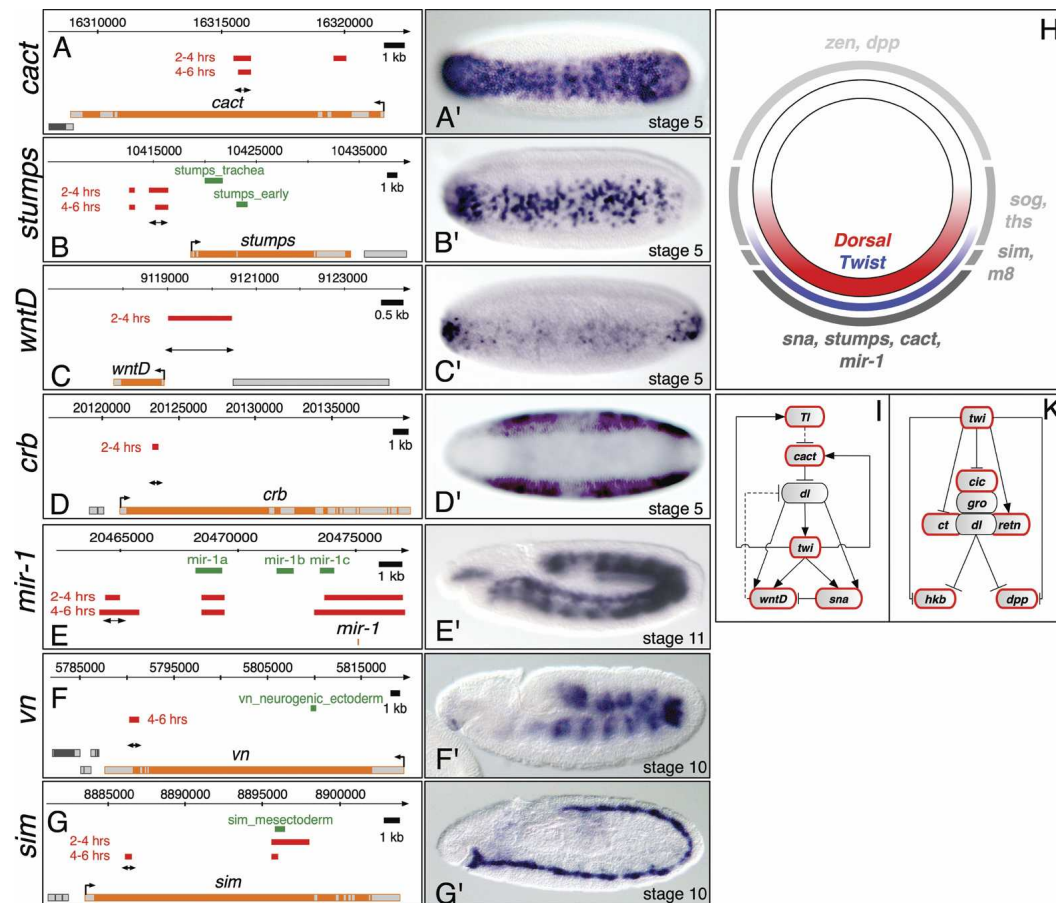 16310000 16315000 16320000
cact
A
2-4 hrs
4-6 hrs
1 kb
cact
A'
stage 5
10415000 10425000 10435000
stumps
stumps_trachea
1 kb
2-4 hrs
4-6 hrs
stumps_early
B
stumps
B'
stage 5
9119000 9121000 9123000
wntD
2-4 hrs
0.5 kb
C
wntD
C'
stage 5
20120000 20125000 20130000 20135000
crb
2-4 hrs
1 kb
D
crb
D'
stage 5
20465000 20470000 20475000
mir-1
mir-1a mir-1b mir-1c
1 kb
2-4 hrs
4-6 hrs
E
mir-1
E'
stage 11
5785000 5795000 5805000 5815000
vn
F
vn_neurogenic_ectoderm
1 kb
4-6 hrs
vn
F'
stage 10
8885000 8890000 8895000 8900000
sim
G
sim_mesectoderm
1 kb
2-4 hrs
4-6 hrs
sim
G'
stage 10
H
zen, dpp
sog,
ths
sim,
m8
Dorsal
Twist
sna, stumps, cact,
mir-1
I
Tl
cact
dl
twi
wntD sna
K
twi
cic
gro
ct dl retn
hkb dpp